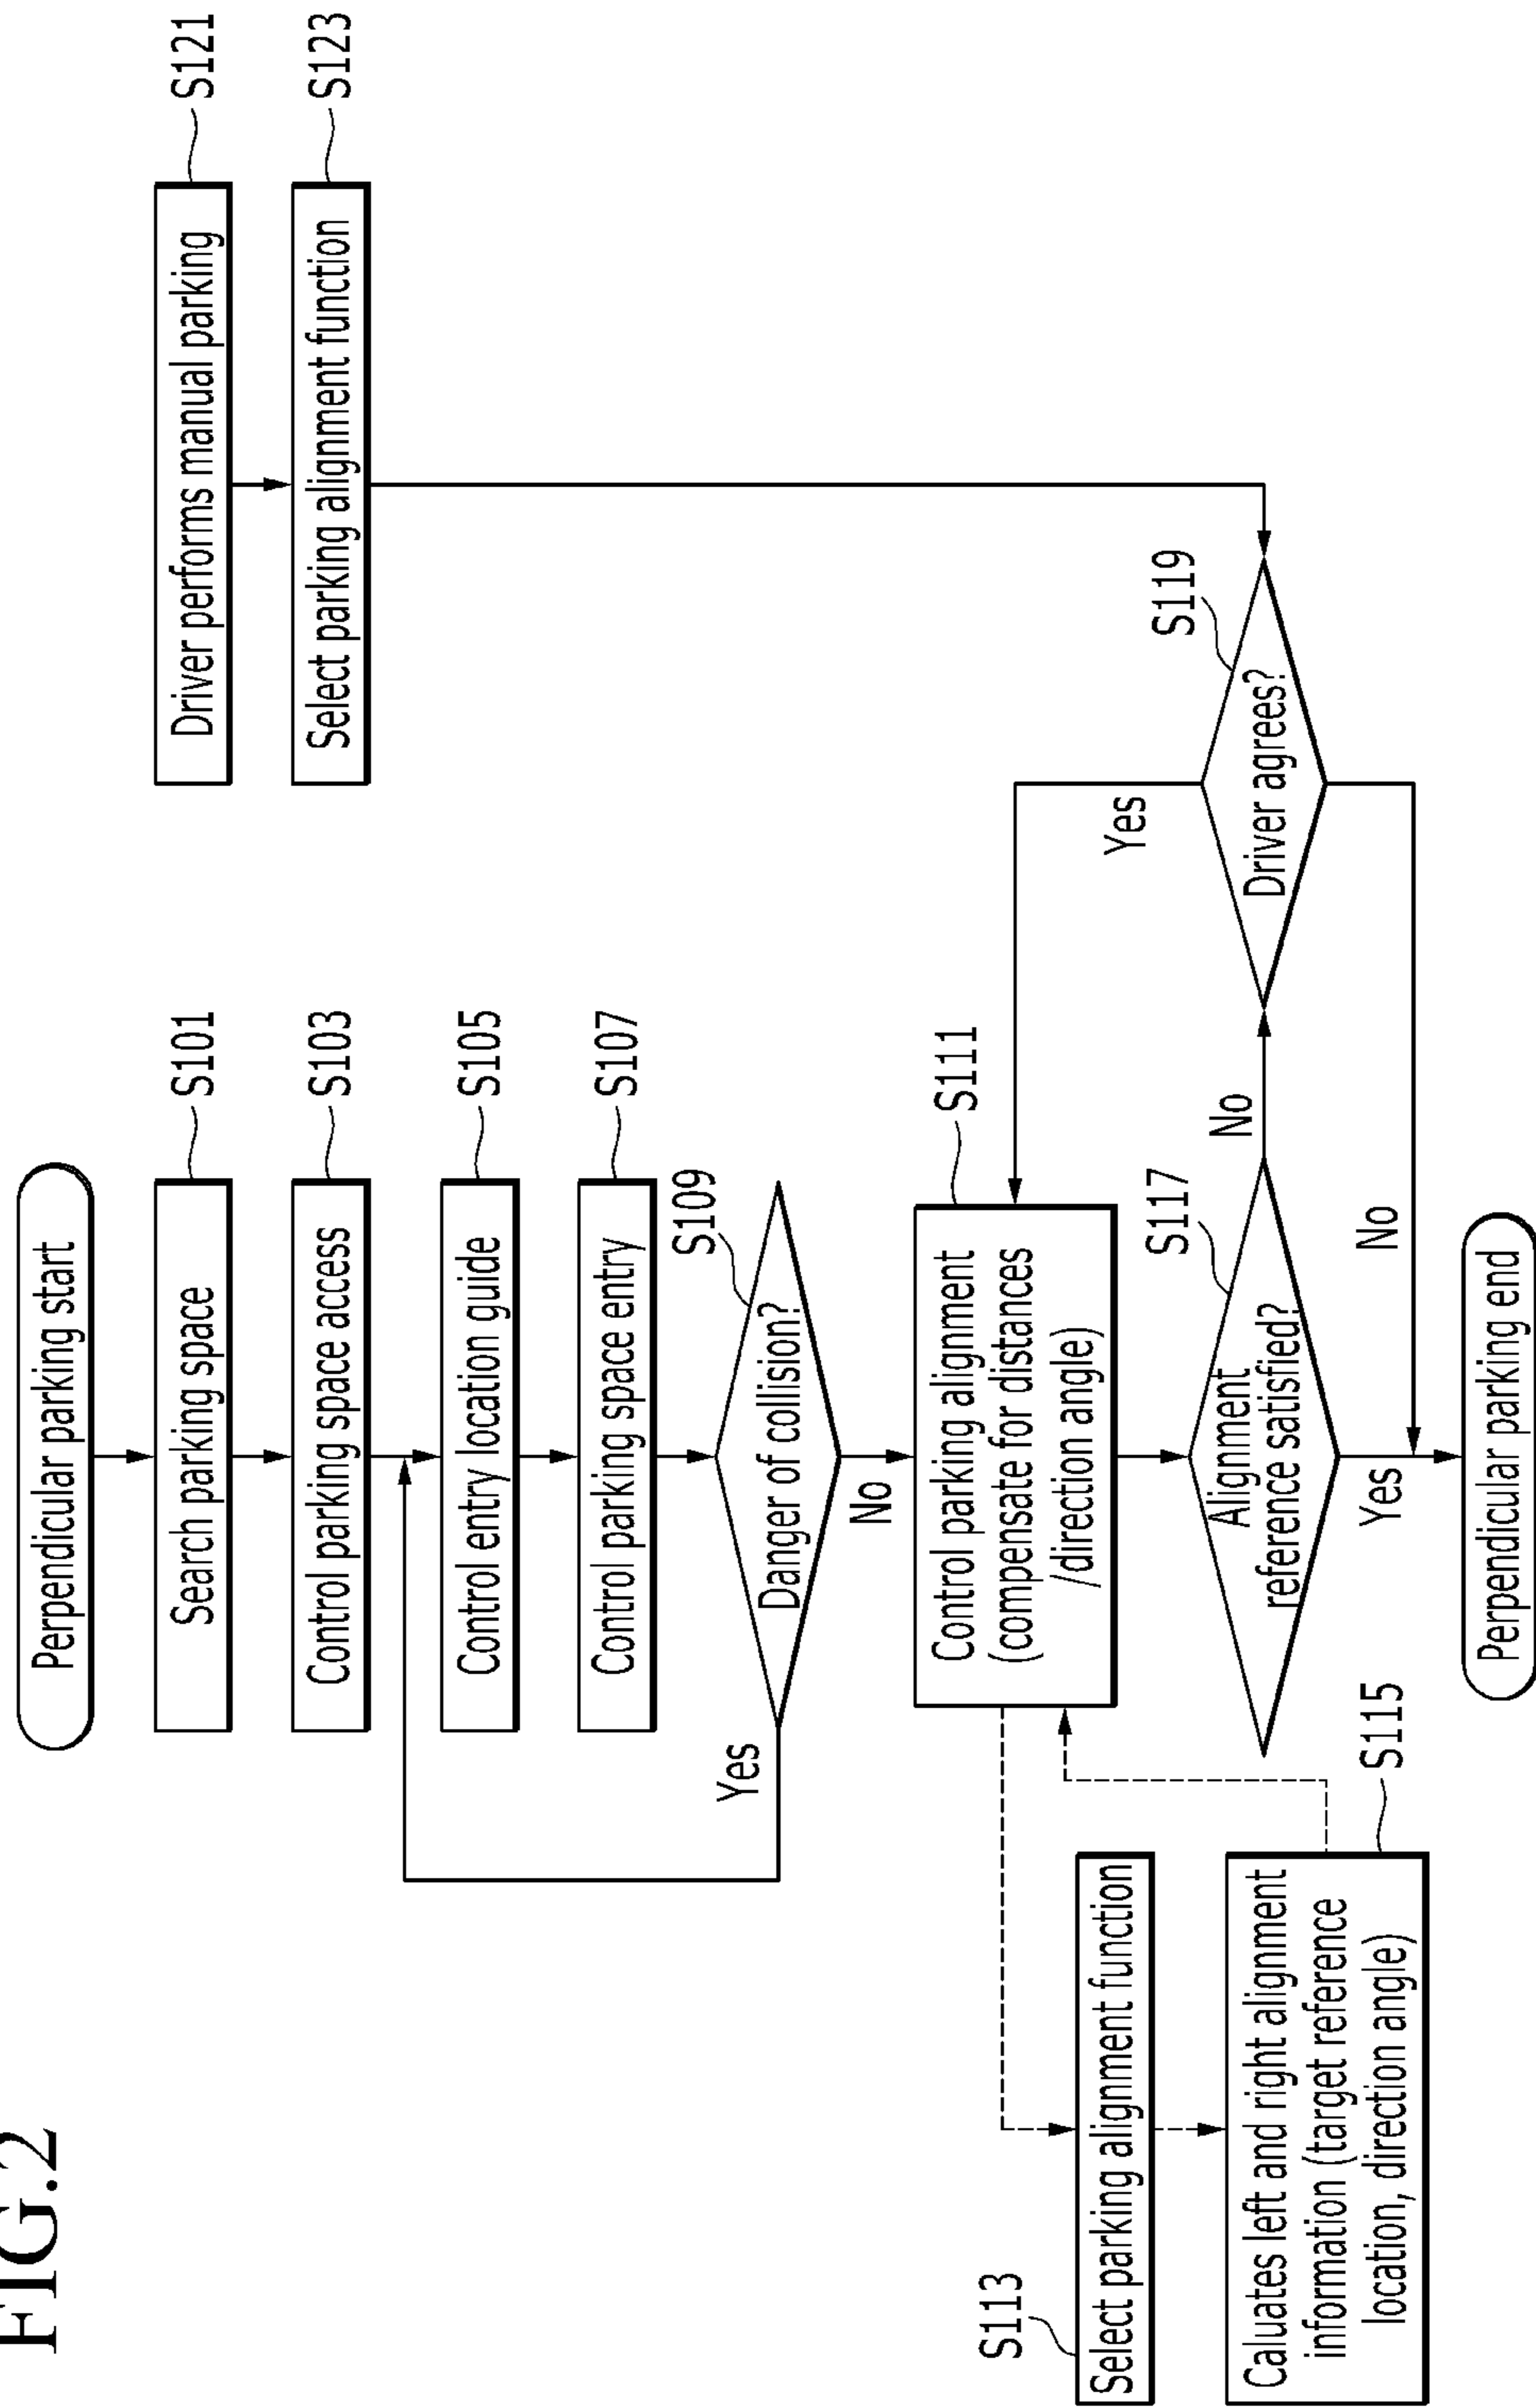 FIG.2
Perpendicular parking start
Search parking space
S101
Control parking space access
S103
Control entry location guide
S105
Control parking space entry
S107
Danger of collision?
S109
Yes
No
Control parking alignment
(compensate for distances
/direction angle)
S111
S113
Select parking alignment function
Caluates left and right alignment
information (target reference
location, direction angle)
S115
Alignment
reference satisfied?
S117
No
Yes
Driver agrees?
S119
Yes
No
Driver performs manual parking
S121
Select parking alignment function
S123
Perpendicular parking end